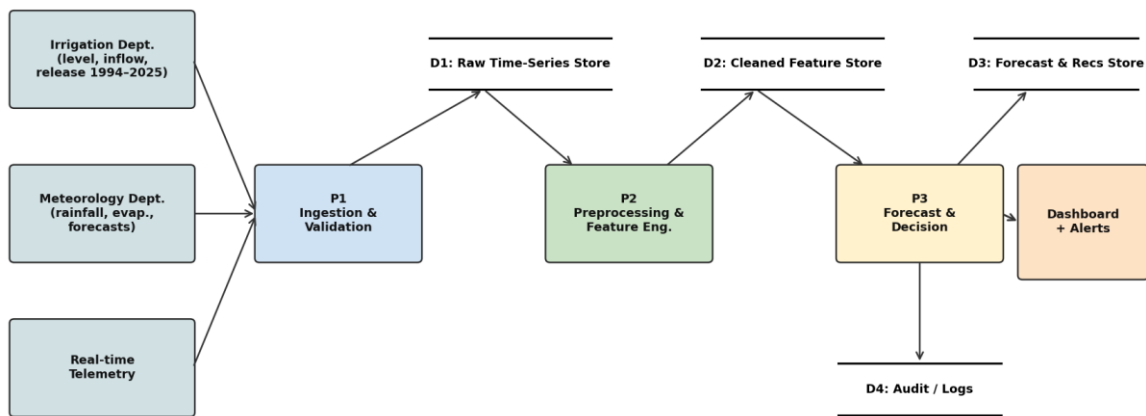 Irrigation Dept.
(level, inflow,
release 1994–2025)
D1: Raw Time-Series Store
D2: Cleaned Feature Store
D3: Forecast & Recs Store
Meteorology Dept.
(rainfall, evap.,
forecasts)
P1
Ingestion &
Validation
P2
Preprocessing &
Feature Eng.
P3
Forecast &
Decision
Dashboard
+ Alerts
Real-time
Telemetry
D4: Audit / Logs